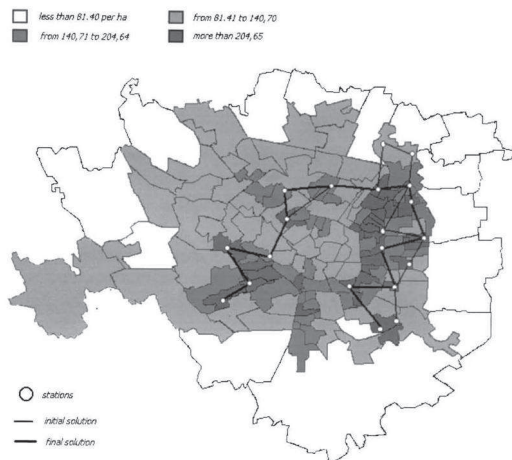 less than 81.40 per ha
from 81.41 to 140,70
from 140,71 to 204,64
more than 204,65
stations
initial solution
final solution